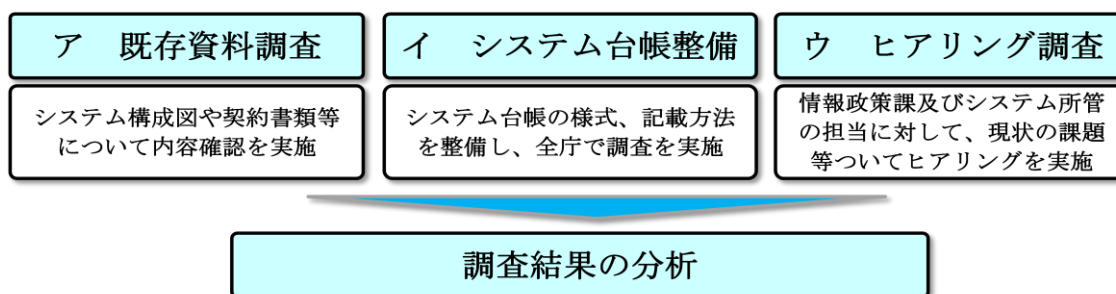 ア　既存資料調査
システム構成図や契約書類等
について内容確認を実施
イ　システム台帳整備
システム台帳の様式、記載方法
を整備し、全庁で調査を実施
ウ　ヒアリング調査
情報政策課及びシステム所管
の担当に対して、現状の課題
等ついてヒアリングを実施
調査結果の分析